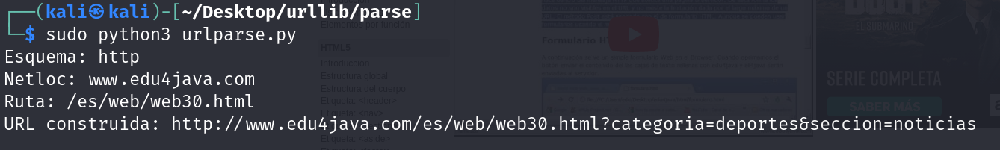 ┌──(kali㉿kali)-[~/Desktop/urllib/parse]
└─$ sudo python3 urlparse.py
Esquema: http
Netloc: www.edu4java.com
Ruta: /es/web/web30.html
URL construida: http://www.edu4java.com/es/web/web30.html?categoria=deportes&seccion=noticias
Elementos por función
HTML5
Introducción
Estructura global
Estructura del cuerpo
Etiqueta: <header>
Etiqueta: <nav>
Etiqueta: <aside>
Formulario
EL SUBMARINO
SERIE COMPLETA
SABER MÁS